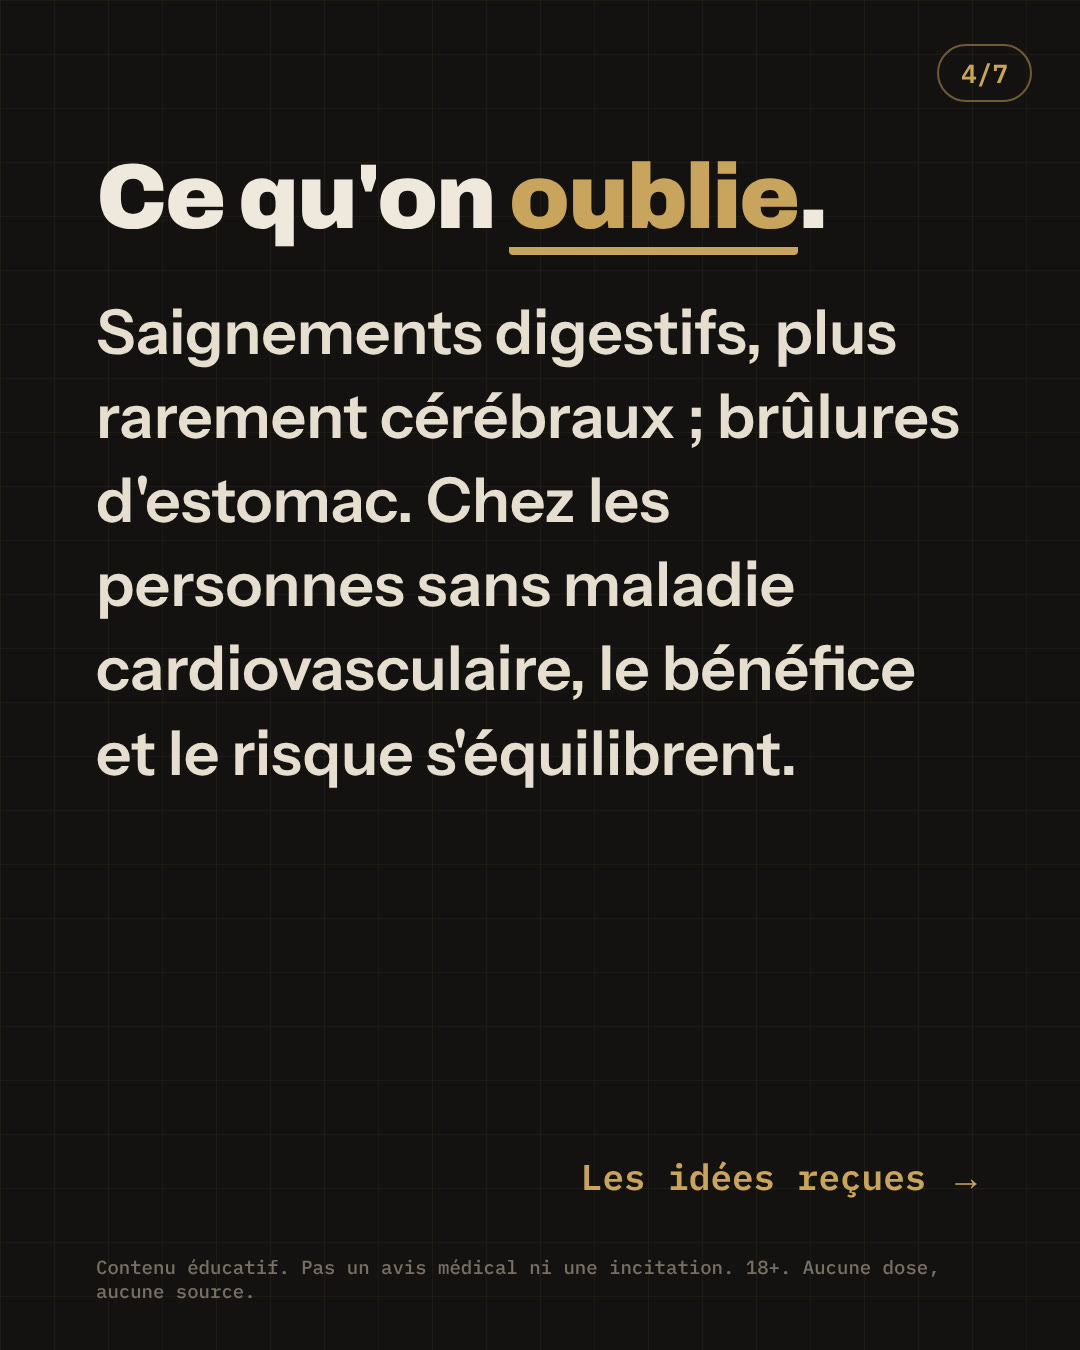 4/7
Ce qu'on oublie.
Saignements digestifs, plus
rarement cérébraux ; brûlures
d'estomac. Chez les
personnes sans maladie
cardiovasculaire, le bénéfice
et le risque s'équilibrent.
Les idées reçues →
Contenu éducatif. Pas un avis médical ni une incitation. 18+. Aucune dose,
aucune source.